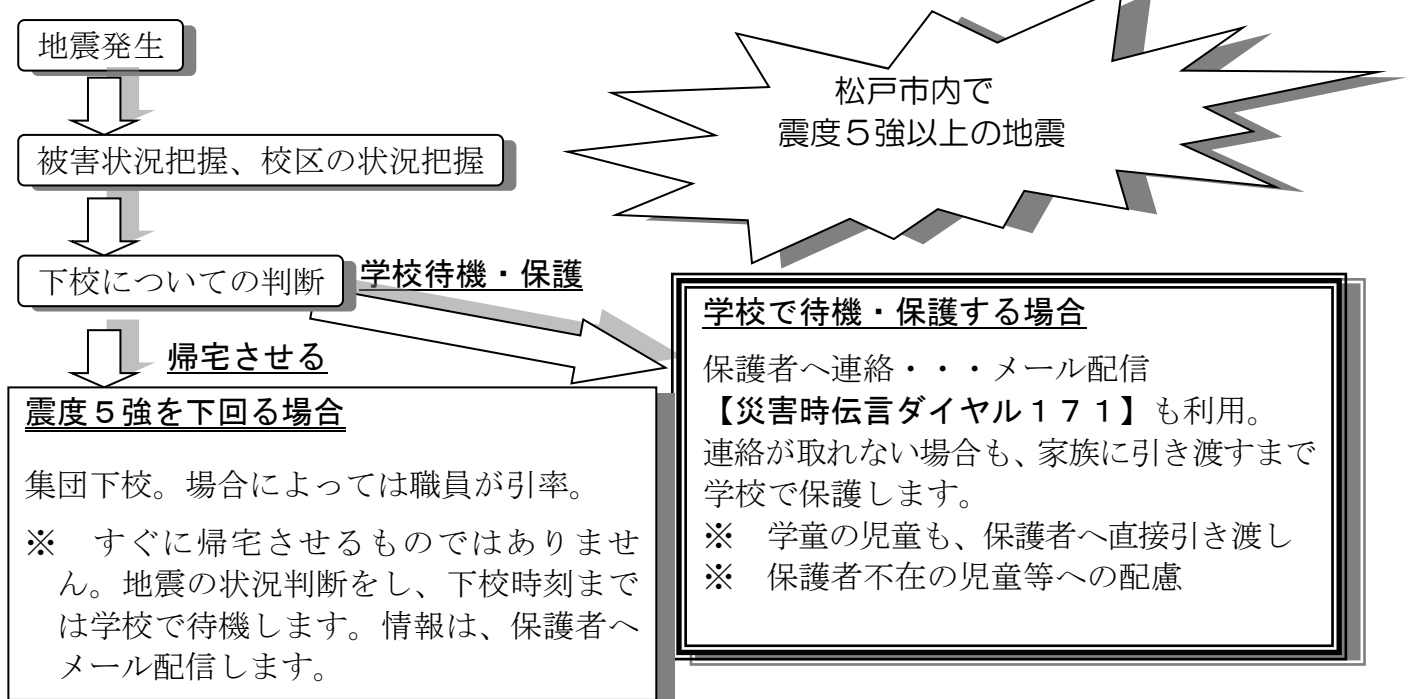 地震発生
松戸市内で
震度５強以上の地震
被害状況把握、校区の状況把握
下校についての判断
学校待機・保護
帰宅させる
震度５強を下回る場合
集団下校。場合によっては職員が引率。
※　すぐに帰宅させるものではありませ
ん。地震の状況判断をし、下校時刻まで
は学校で待機します。情報は、保護者へ
メール配信します。
学校で待機・保護する場合
保護者へ連絡・・・メール配信
【災害時伝言ダイヤル１７１】も利用。
連絡が取れない場合も、家族に引き渡すまで
学校で保護します。
※　学童の児童も、保護者へ直接引き渡し
※　保護者不在の児童等への配慮